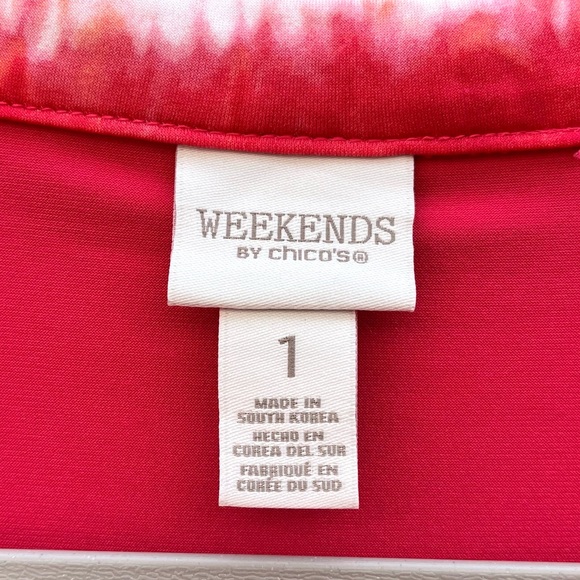 WEEKENDS
BY CHICO'S®
1
MADE IN
SOUTH KOREA
HECHO EN
COREA DEL SUR
FABRIQUÉ EN
CORÉE DU SUD